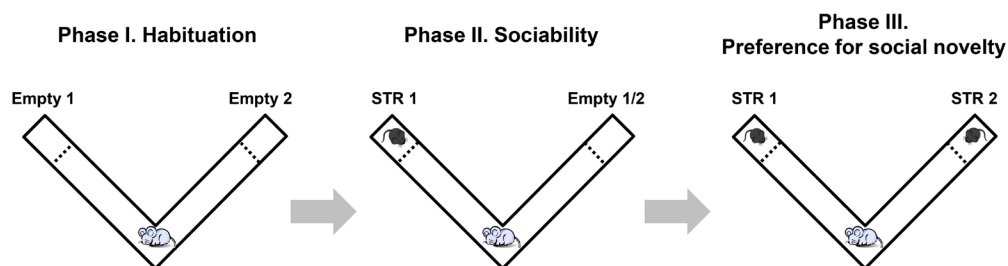 Phase I. Habituation
Phase II. Sociability
Phase III.
Preference for social novelty
Empty 1
Empty 2
STR 1
Empty 1/2
STR 1
STR 2